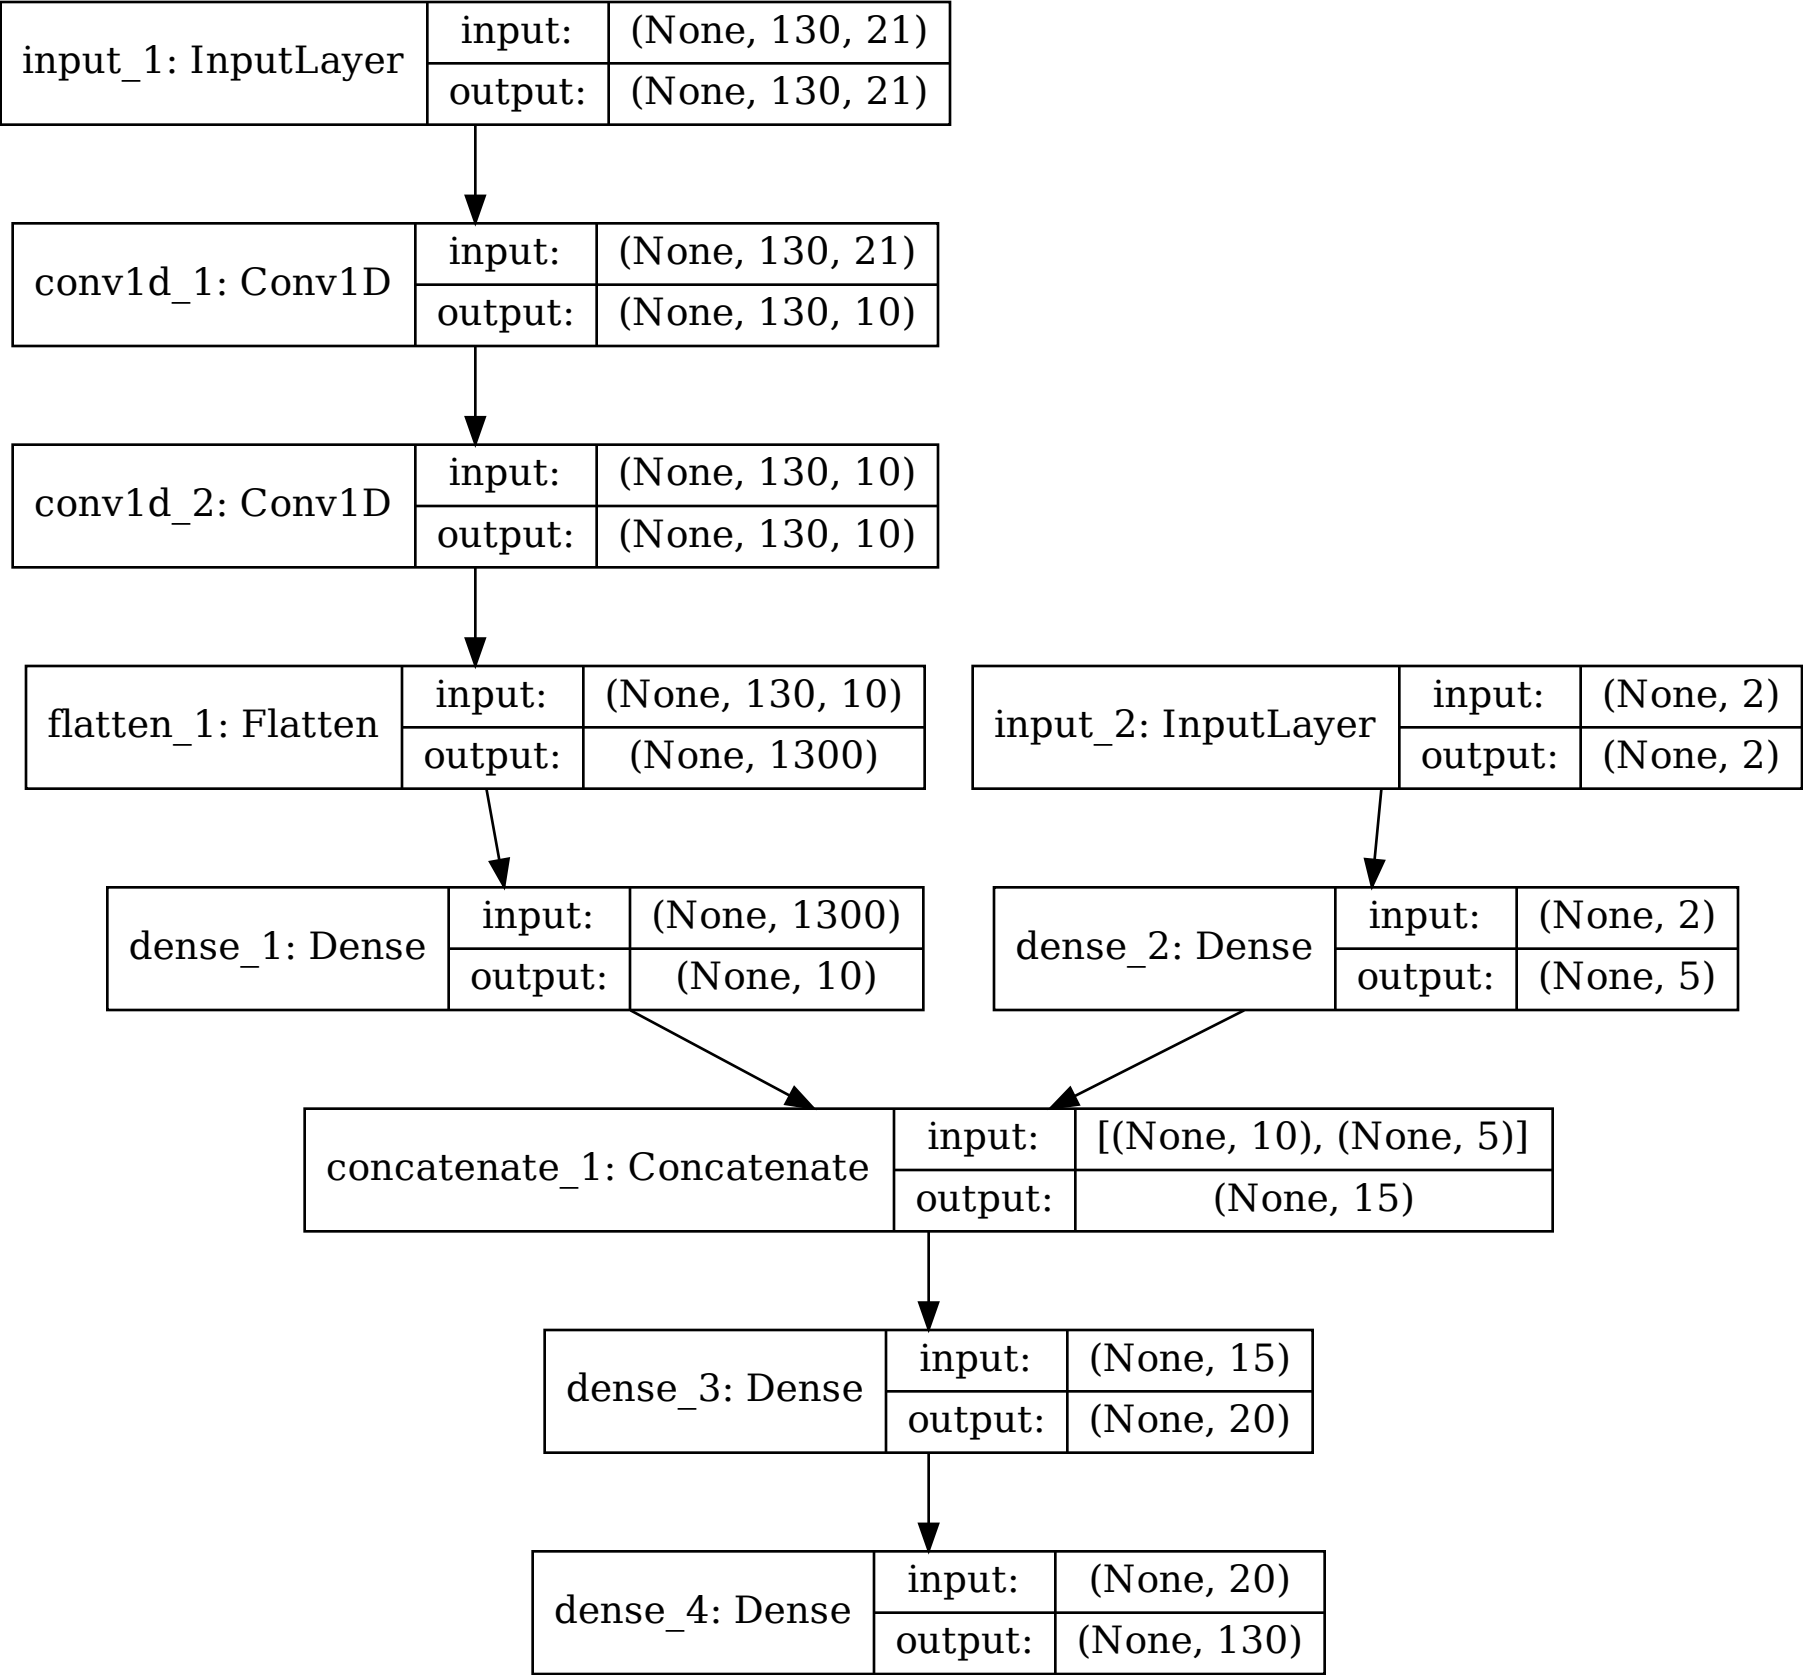 input_1: InputLayer
input:
(None, 130, 21)
output:
(None, 130, 21)
conv1d_1: Conv1D
input:
(None, 130, 21)
output:
(None, 130, 10)
conv1d_2: Conv1D
input:
(None, 130, 10)
output:
(None, 130, 10)
flatten_1: Flatten
input:
(None, 130, 10)
output:
(None, 1300)
input_2: InputLayer
input:
(None, 2)
output:
(None, 2)
dense_1: Dense
input:
(None, 1300)
output:
(None, 10)
dense_2: Dense
input:
(None, 2)
output:
(None, 5)
concatenate_1: Concatenate
input:
[(None, 10), (None, 5)]
output:
(None, 15)
dense_3: Dense
input:
(None, 15)
output:
(None, 20)
dense_4: Dense
input:
(None, 20)
output:
(None, 130)